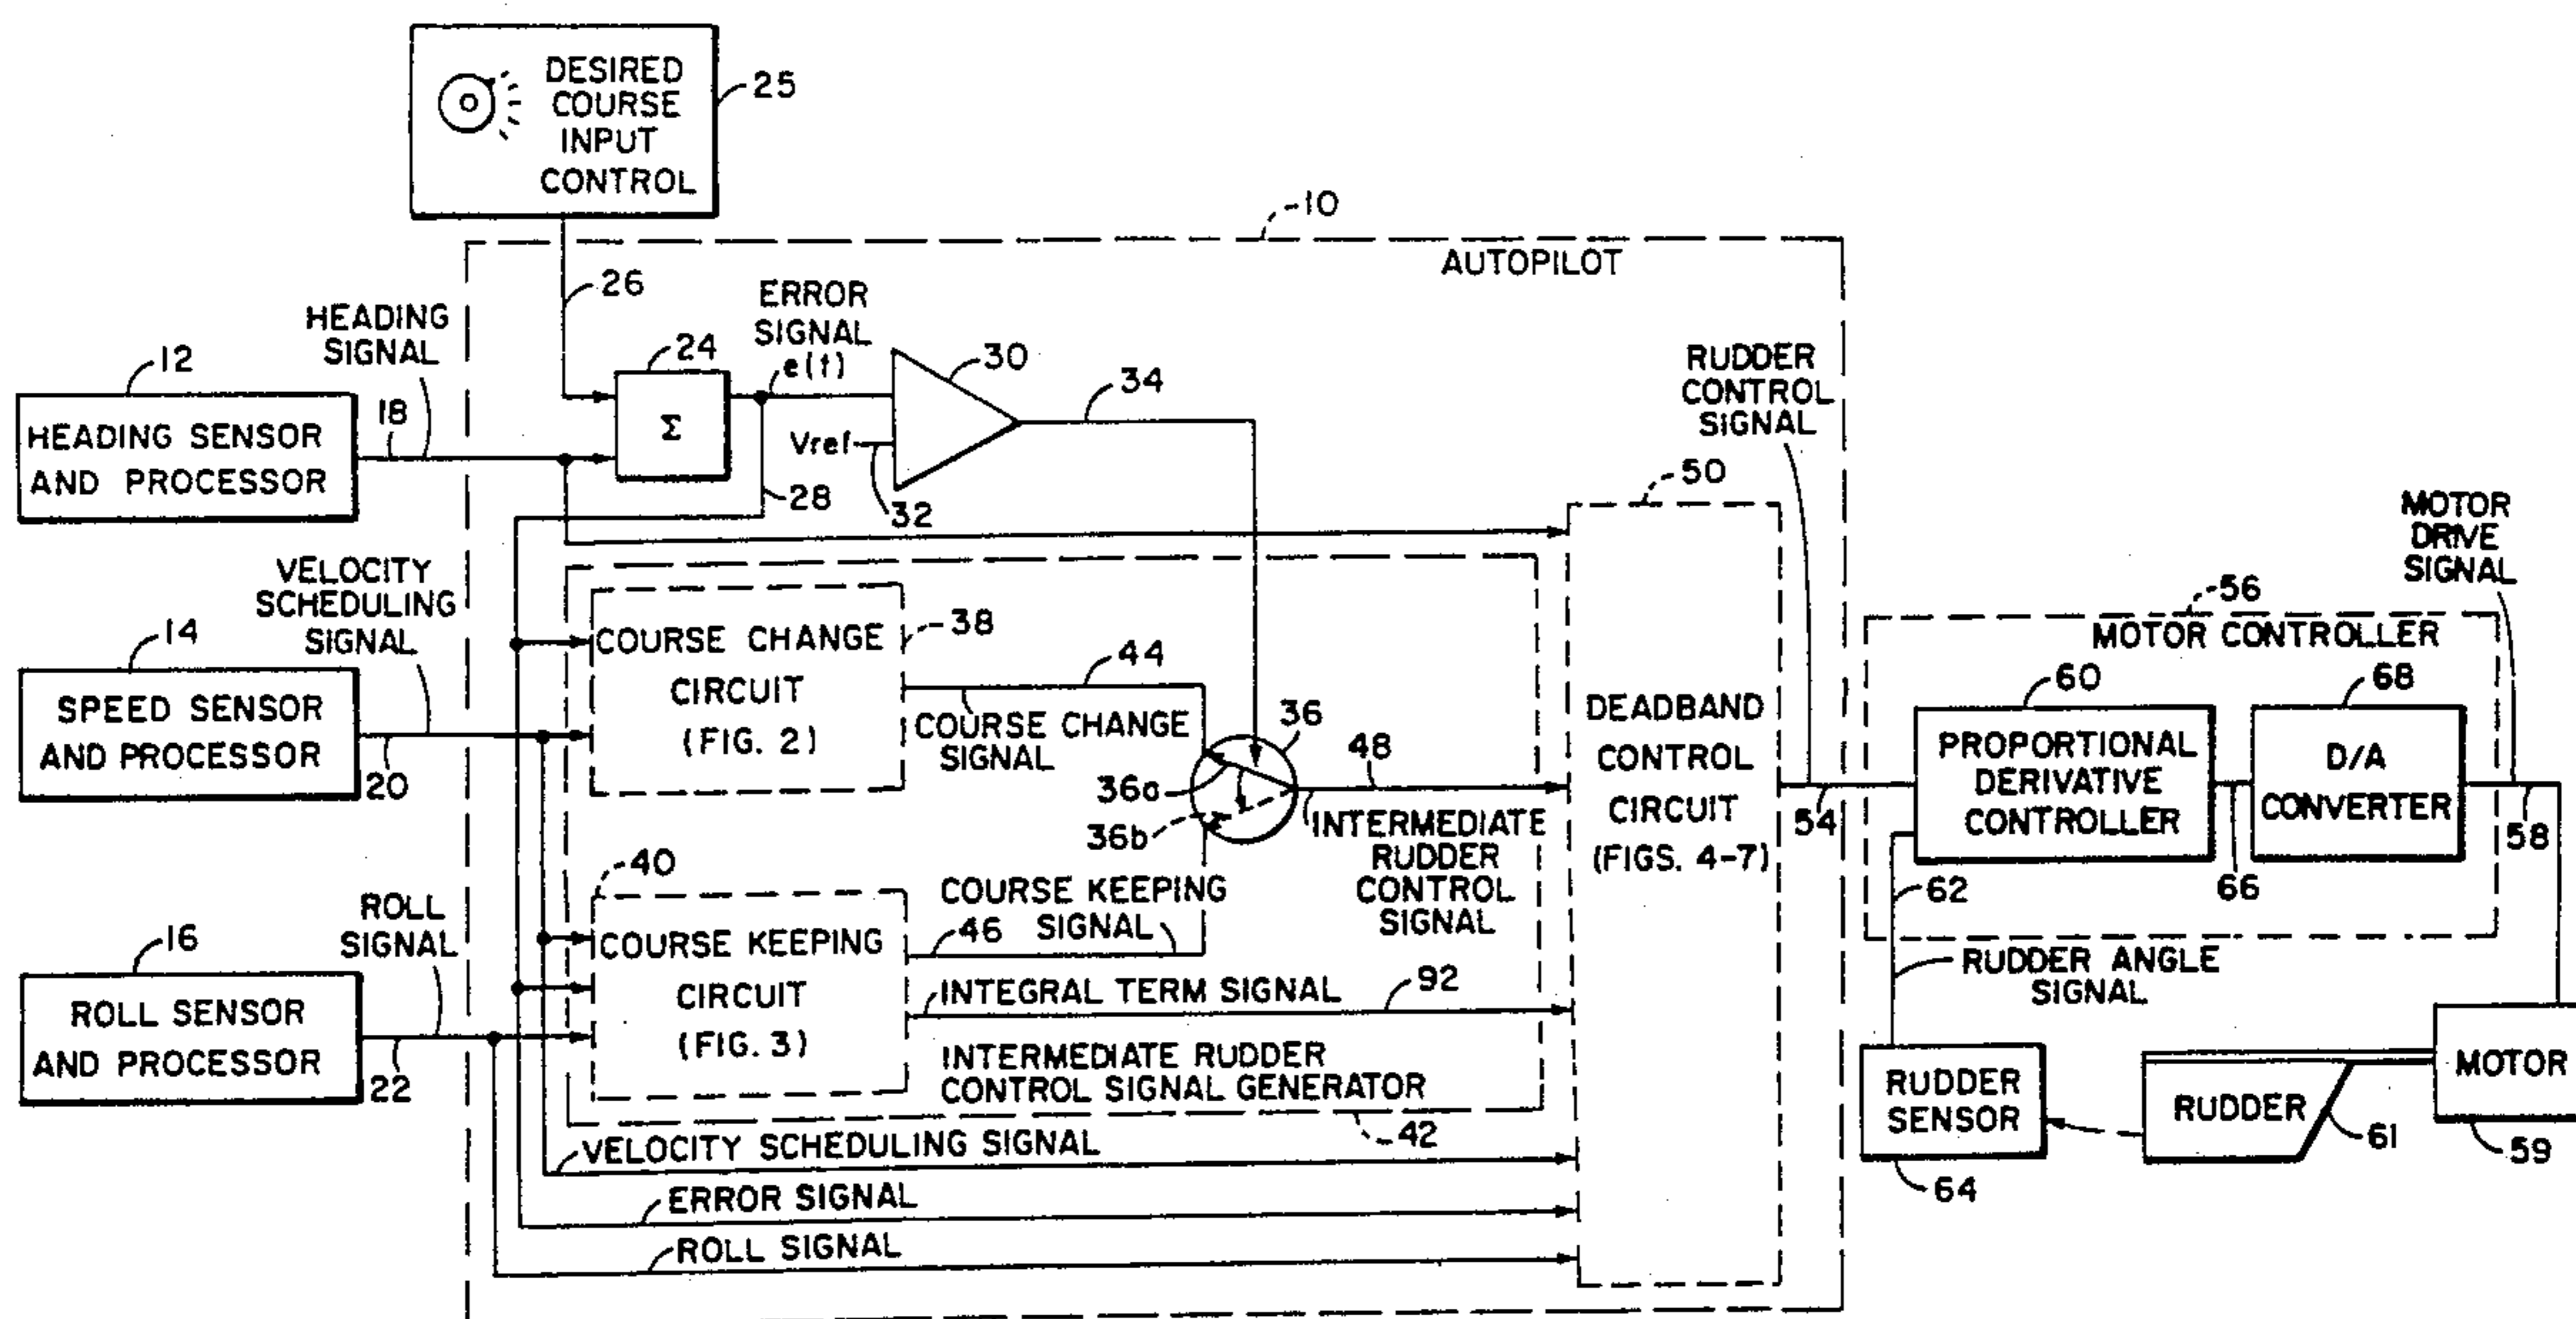 DESIRED
COURSE
INPUT
CONTROL
25
10
AUTOPILOT
26
ERROR
SIGNAL
e(t)
HEADING
SIGNAL
12
18
HEADING SENSOR
AND PROCESSOR
24
Σ
28
30
Vref
32
34
RUDDER
CONTROL
SIGNAL
50
VELOCITY
SCHEDULING
SIGNAL
14
SPEED SENSOR
AND PROCESSOR
20
COURSE CHANGE
CIRCUIT
(FIG. 2)
38
44
COURSE CHANGE
SIGNAL
36
36a
36b
48
INTERMEDIATE
RUDDER
CONTROL
SIGNAL
DEADBAND
CONTROL
CIRCUIT
(FIGS. 4-7)
54
MOTOR
DRIVE
SIGNAL
56
MOTOR CONTROLLER
60
PROPORTIONAL
DERIVATIVE
CONTROLLER
68
D/A
CONVERTER
66
58
62
ROLL
SIGNAL
16
ROLL SENSOR
AND PROCESSOR
22
40
COURSE KEEPING
CIRCUIT
(FIG. 3)
COURSE KEEPING
46 SIGNAL
INTEGRAL TERM SIGNAL
92
INTERMEDIATE RUDDER
CONTROL SIGNAL GENERATOR
42
VELOCITY SCHEDULING SIGNAL
ERROR SIGNAL
ROLL SIGNAL
RUDDER ANGLE
SIGNAL
RUDDER
SENSOR
64
RUDDER
61
MOTOR
59